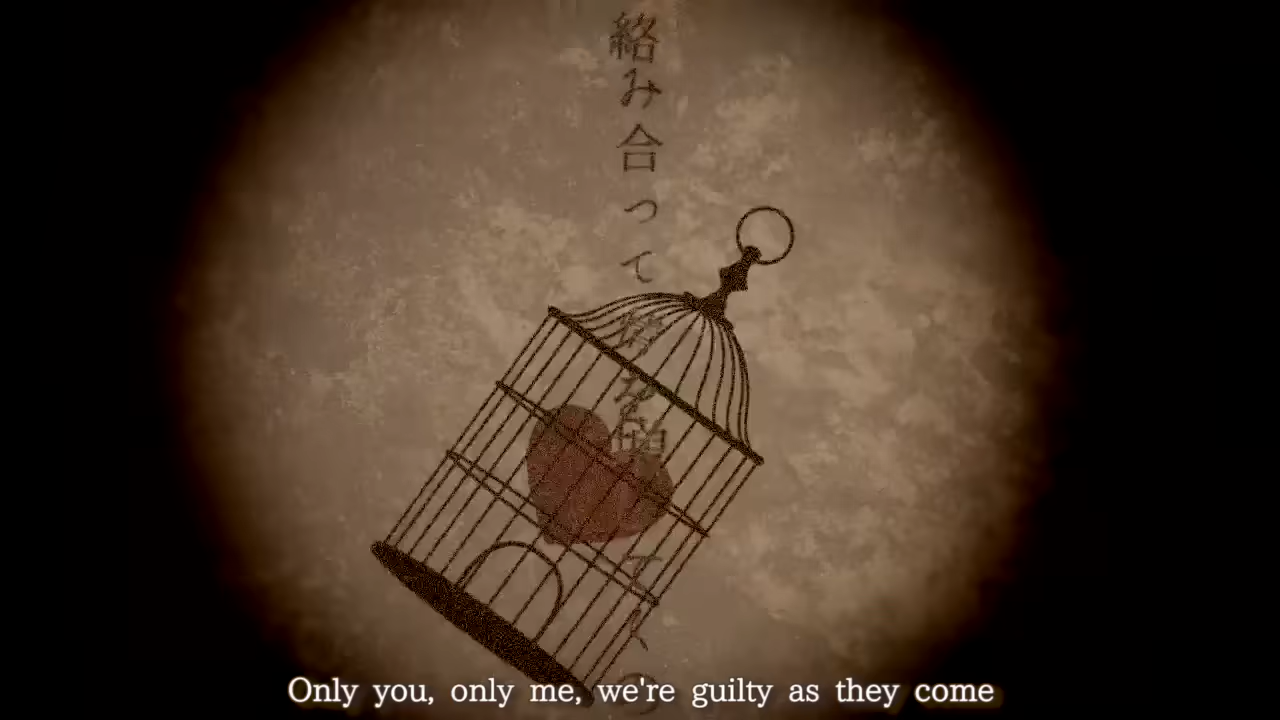 絡み合って
Only you, only me, we're guilty as they come